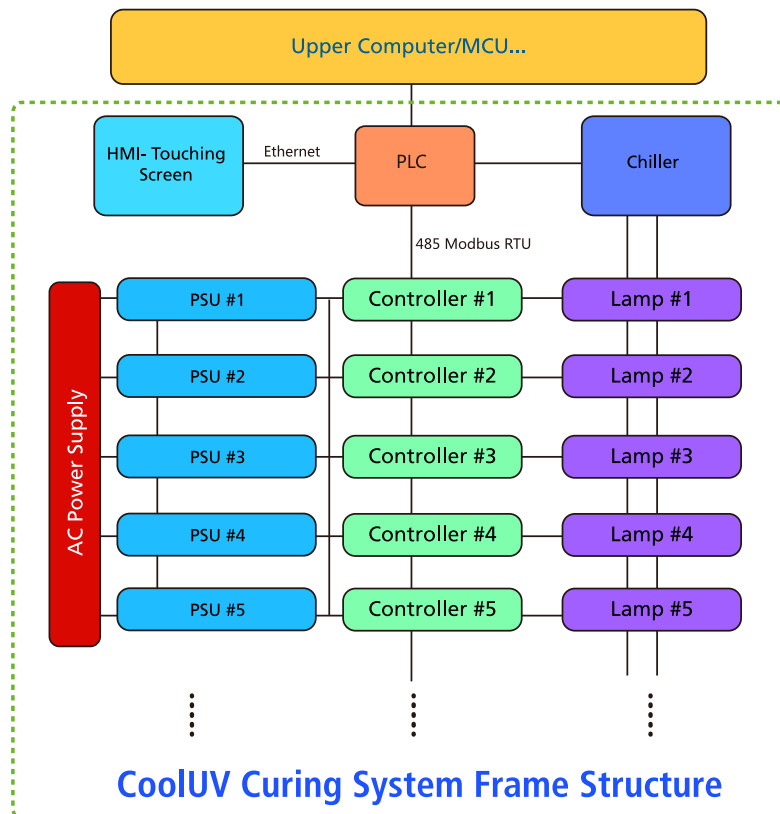 Upper Computer/MCU...
HMI- Touching
Screen
Ethernet
PLC
Chiller
485 Modbus RTU
AC Power Supply
PSU #1
Controller #1
Lamp #1
PSU #2
Controller #2
Lamp #2
PSU #3
Controller #3
Lamp #3
PSU #4
Controller #4
Lamp #4
PSU #5
Controller #5
Lamp #5
CoolUV Curing System Frame Structure